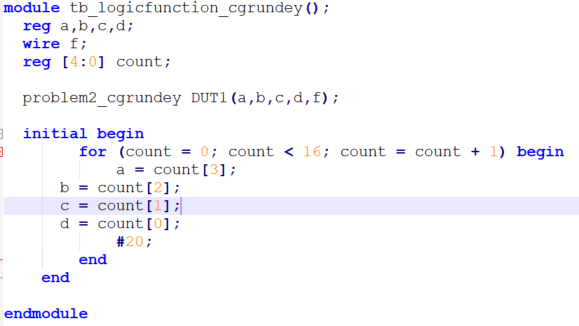 module tb_logicfunction_cgrundey();
reg a,b,c,d;
wire f;
reg [4:0] count;
problem2_cgrundey DUT1(a,b,c,d,f);
initial begin
for (count = 0; count < 16; count = count + 1) begin
a = count[3];
b = count[2];
c = count[1];
d = count[0];
#20;
end
end
endmodule